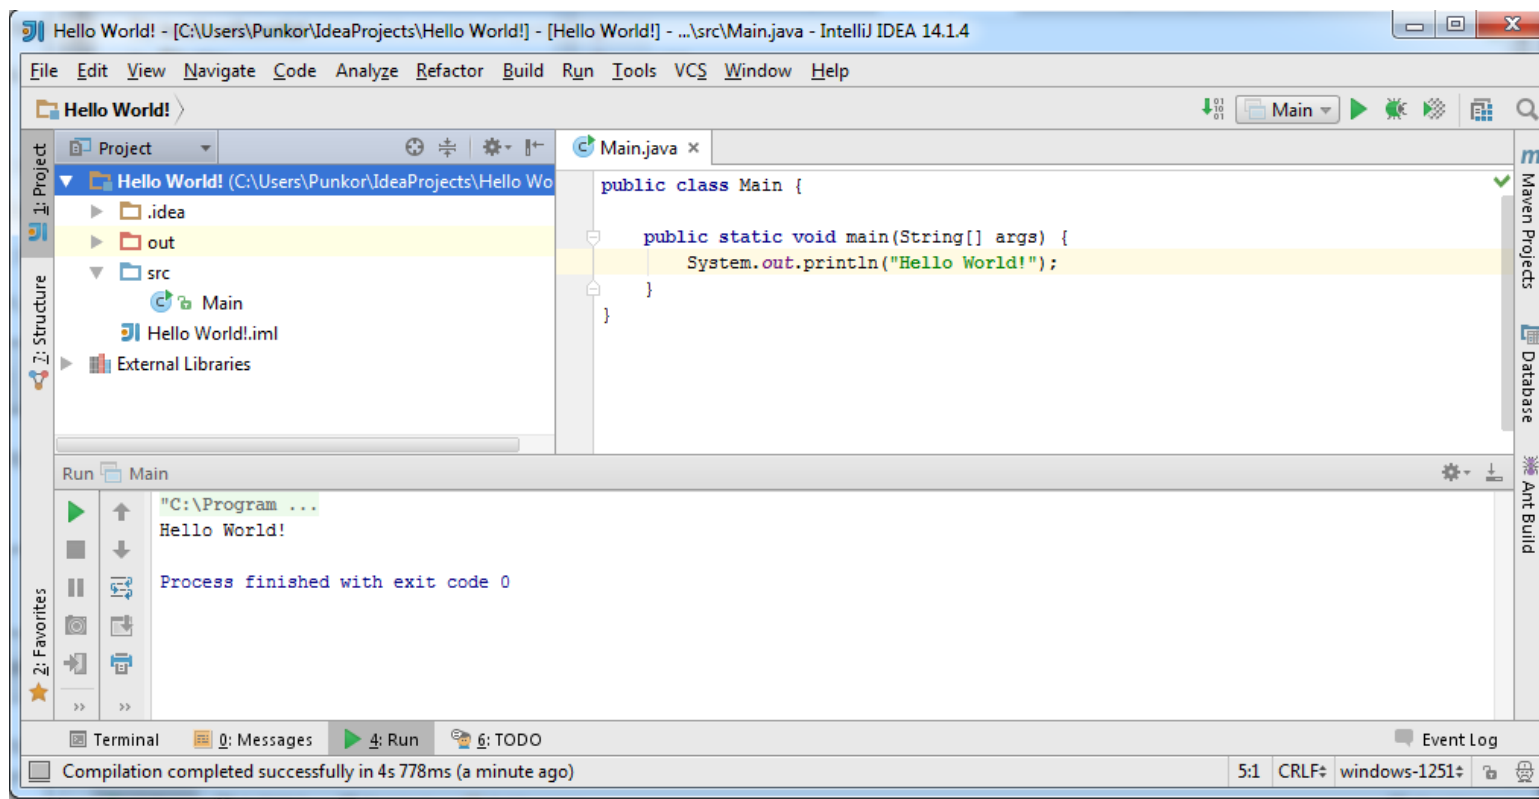 Hello World! - [C:\Users\Punkor\IdeaProjects\Hello World!] - [Hello World!] - ...\src\Main.java - IntelliJ IDEA 14.1.4
File Edit View Navigate Code Analyze Refactor Build Run Tools VCS Window Help
Hello World!
Main
1: Project
7: Structure
2: Favorites
Project
Hello World! (C:\Users\Punkor\IdeaProjects\Hello Wo
.idea
out
src
Main
Hello World!.iml
External Libraries
Main.java
public class Main {
public static void main(String[] args) {
System.out.println("Hello World!");
}
}
Maven Projects
Database
Ant Build
Run Main
"C:\Program ...
Hello World!
Process finished with exit code 0
Terminal 0: Messages 4: Run 6: TODO Event Log
Compilation completed successfully in 4s 778ms (a minute ago) 5:1 CRLF windows-1251